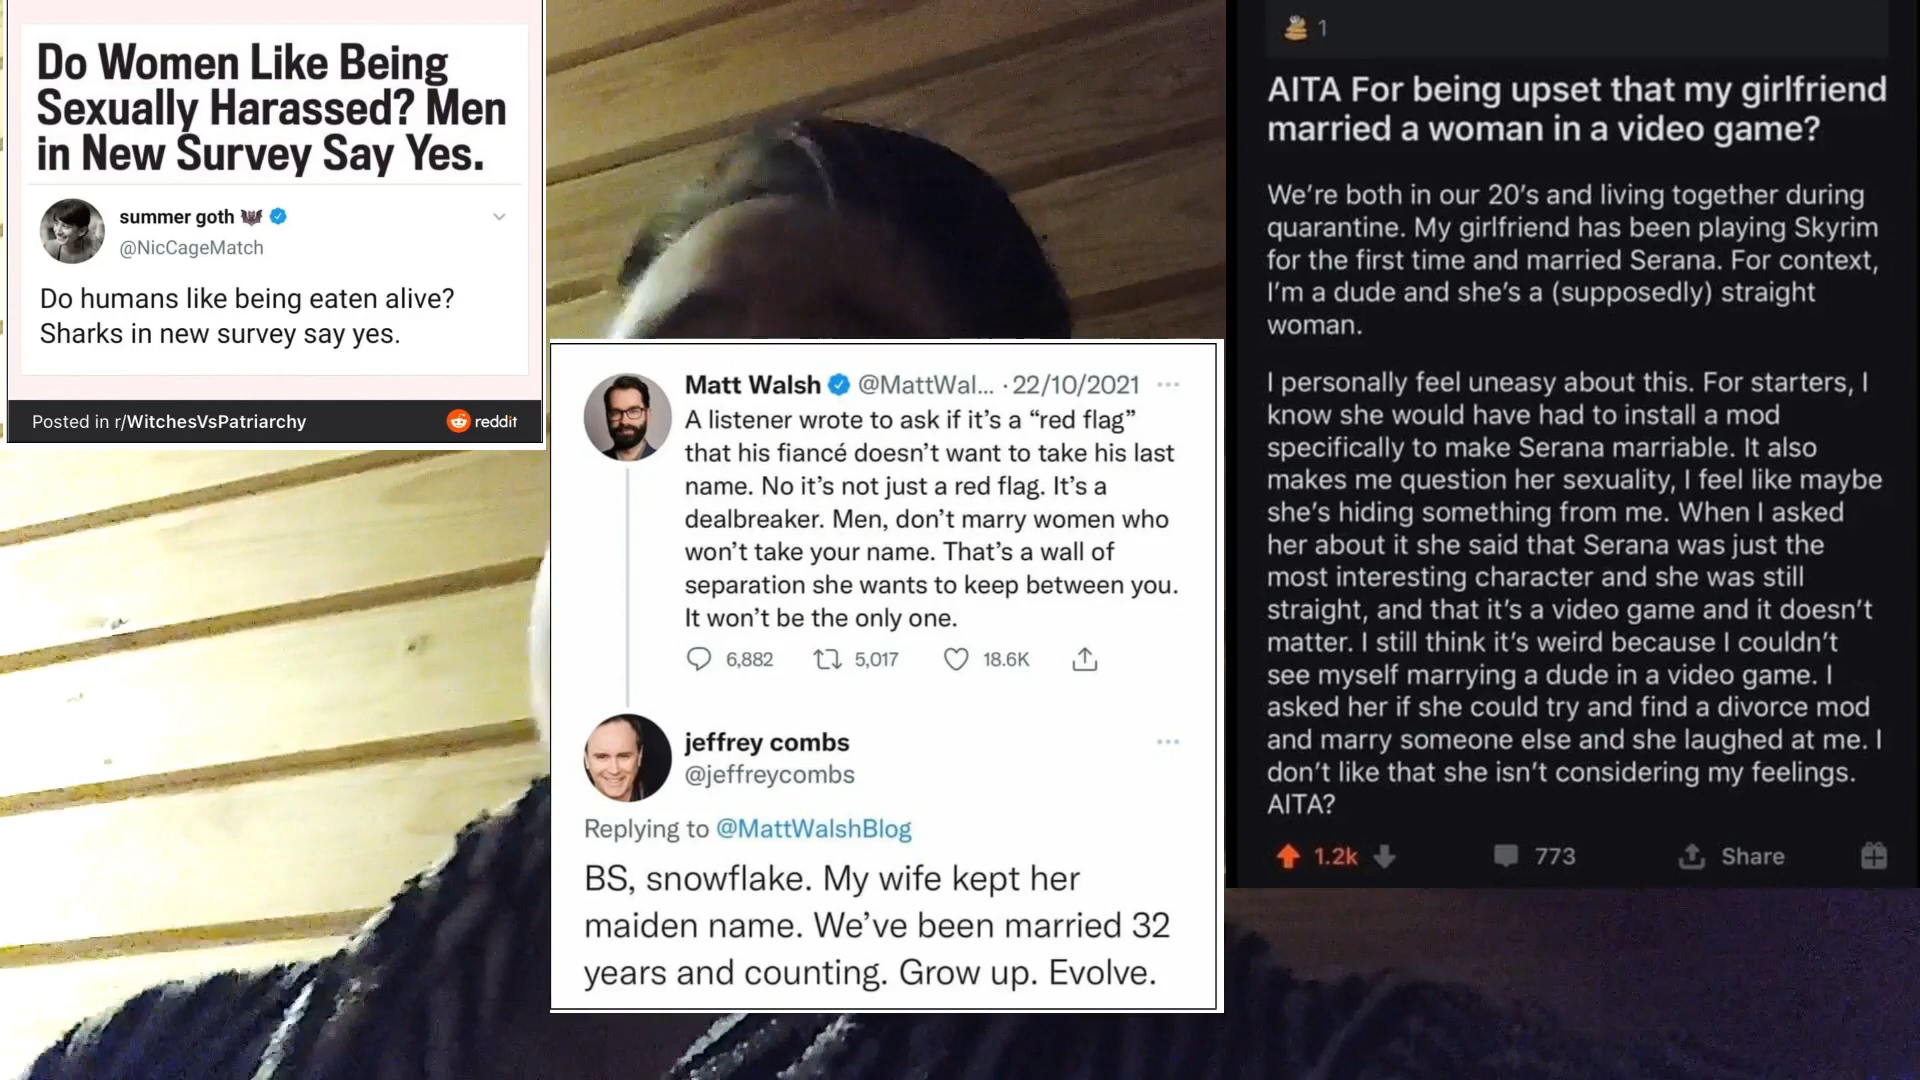 Do Women Like Being
Sexually Harassed? Men
in New Survey Say Yes.
summer goth
@NicCageMatch
Do humans like being eaten alive?
Sharks in new survey say yes.
Posted in r/WitchesVsPatriarchy
reddit
Matt Walsh @MattWal... · 22/10/2021
A listener wrote to ask if it's a “red flag”
that his fiancé doesn't want to take his last
name. No it's not just a red flag. It's a
dealbreaker. Men, don't marry women who
won't take your name. That's a wall of
separation she wants to keep between you.
It won't be the only one.
6,882 5,017 18.6K
jeffrey combs
@jeffreycombs
Replying to @MattWalshBlog
BS, snowflake. My wife kept her
maiden name. We've been married 32
years and counting. Grow up. Evolve.
1
AITA For being upset that my girlfriend
married a woman in a video game?
We're both in our 20's and living together during
quarantine. My girlfriend has been playing Skyrim
for the first time and married Serana. For context,
I'm a dude and she's a (supposedly) straight
woman.
I personally feel uneasy about this. For starters, I
know she would have had to install a mod
specifically to make Serana marriable. It also
makes me question her sexuality, I feel like maybe
she's hiding something from me. When I asked
her about it she said that Serana was just the
most interesting character and she was still
straight, and that it's a video game and it doesn't
matter. I still think it's weird because I couldn't
see myself marrying a dude in a video game. I
asked her if she could try and find a divorce mod
and marry someone else and she laughed at me. I
don't like that she isn't considering my feelings.
AITA?
1.2k 773 Share